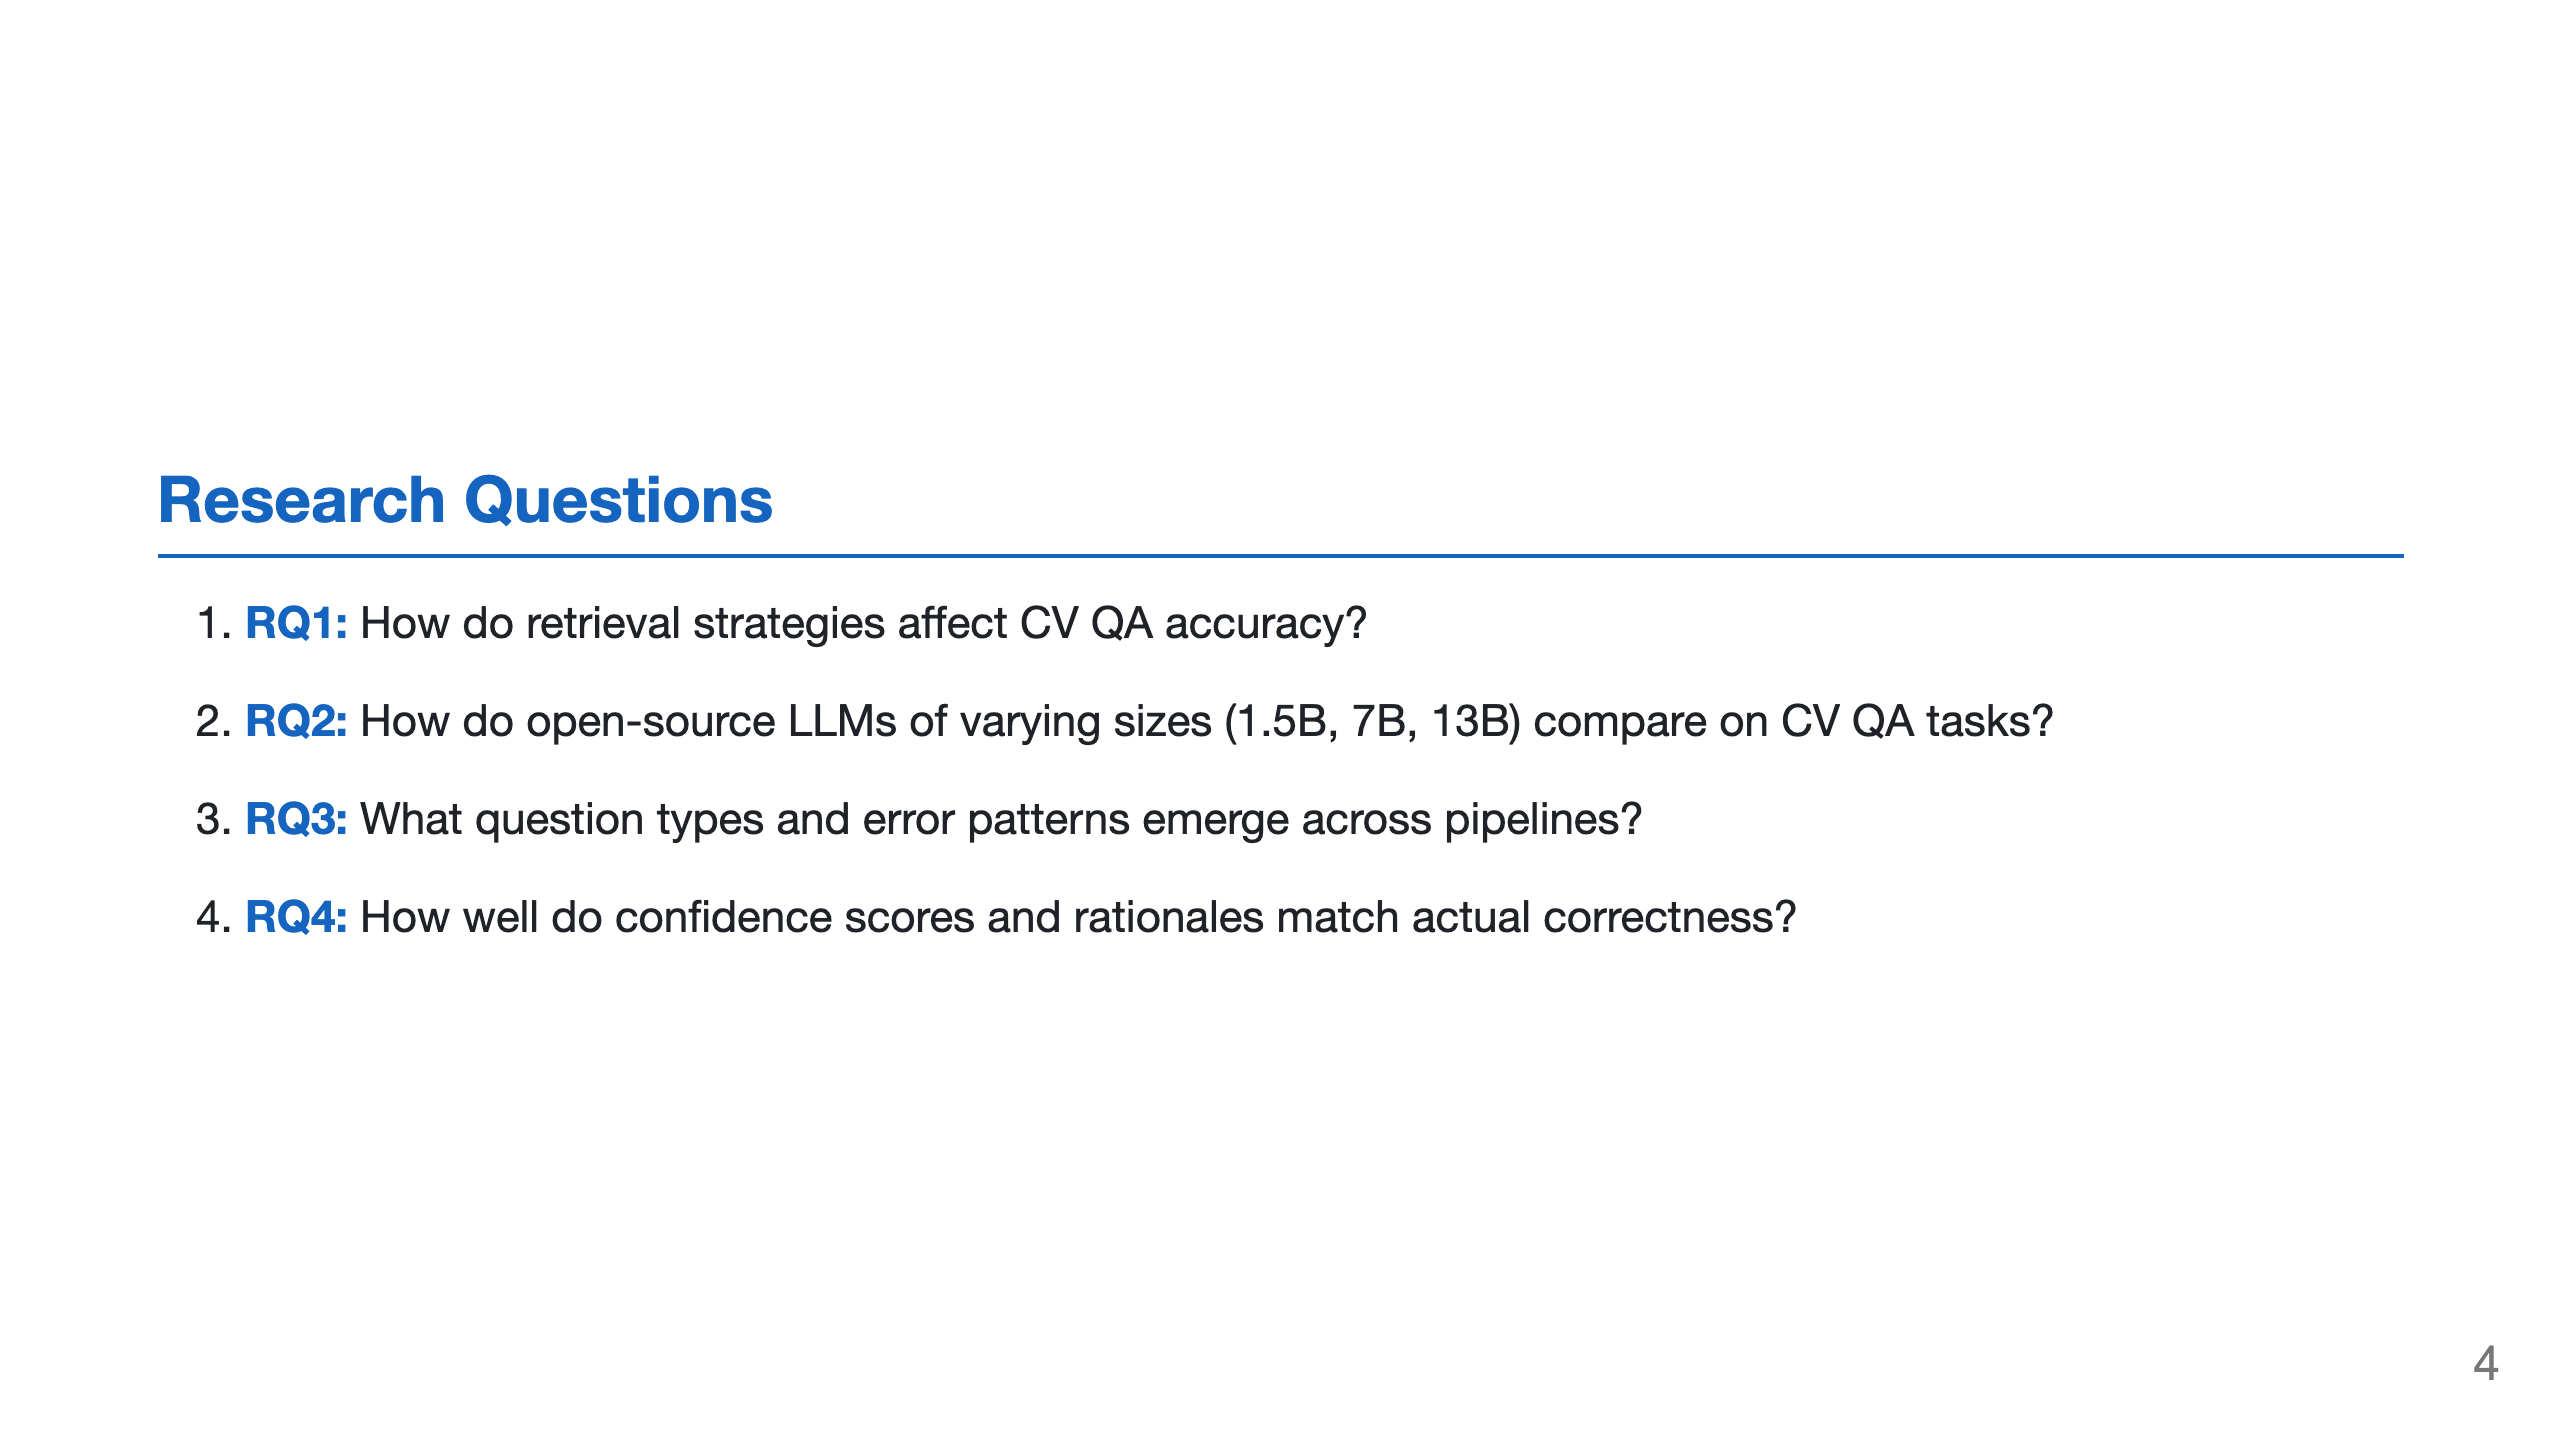 Research Questions
1. RQ1: How do retrieval strategies affect CV QA accuracy?
2. RQ2: How do open-source LLMs of varying sizes (1.5B, 7B, 13B) compare on CV QA tasks?
3. RQ3: What question types and error patterns emerge across pipelines?
4. RQ4: How well do confidence scores and rationales match actual correctness?
4